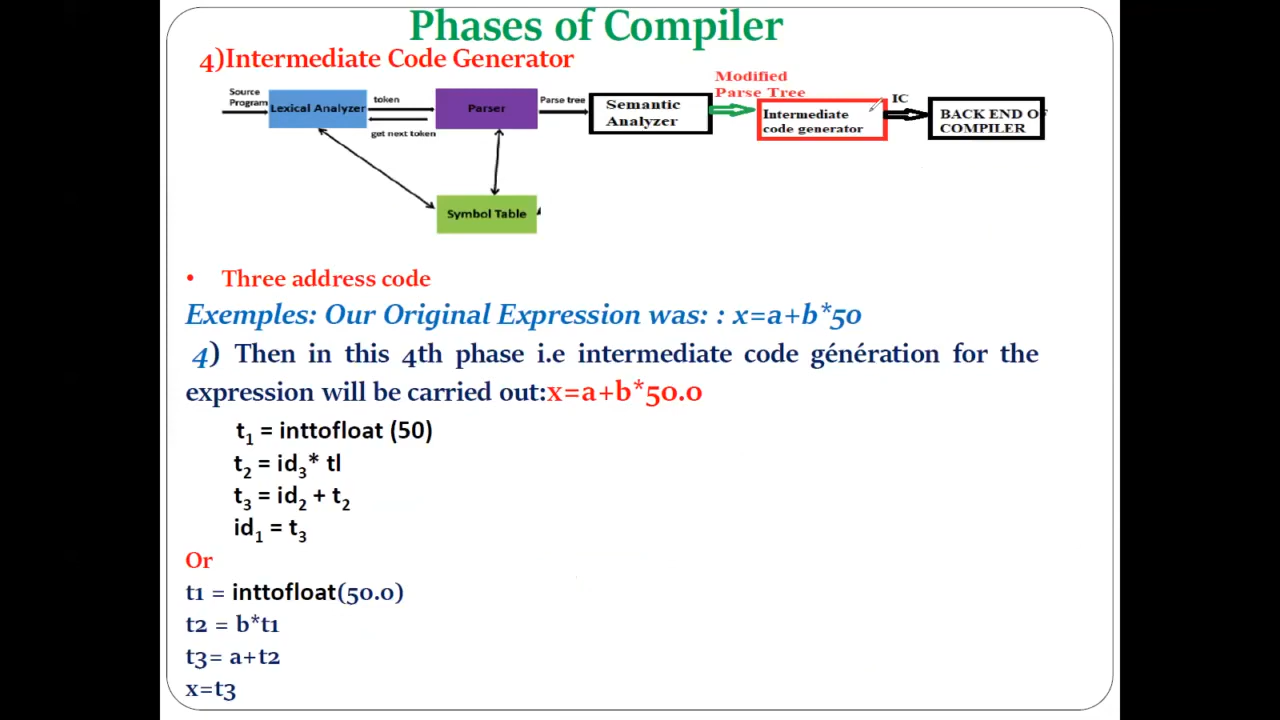 Phases of Compiler
4)Intermediate Code Generator
Source
Program
Lexical Analyzer
token
get next token
Parser
Parse tree
Semantic
Analyzer
Modified
Parse Tree
Intermediate
code generator
IC
BACK END OF
COMPILER
Symbol Table
• Three address code
Exemples: Our Original Expression was: : x=a+b*50
4) Then in this 4th phase i.e intermediate code génération for the
expression will be carried out:x=a+b*50.0
t1 = inttofloat (50)
t2 = id3* tl
t3 = id2 + t2
id1 = t3
Or
t1 = inttofloat(50.0)
t2 = b*t1
t3= a+t2
x=t3